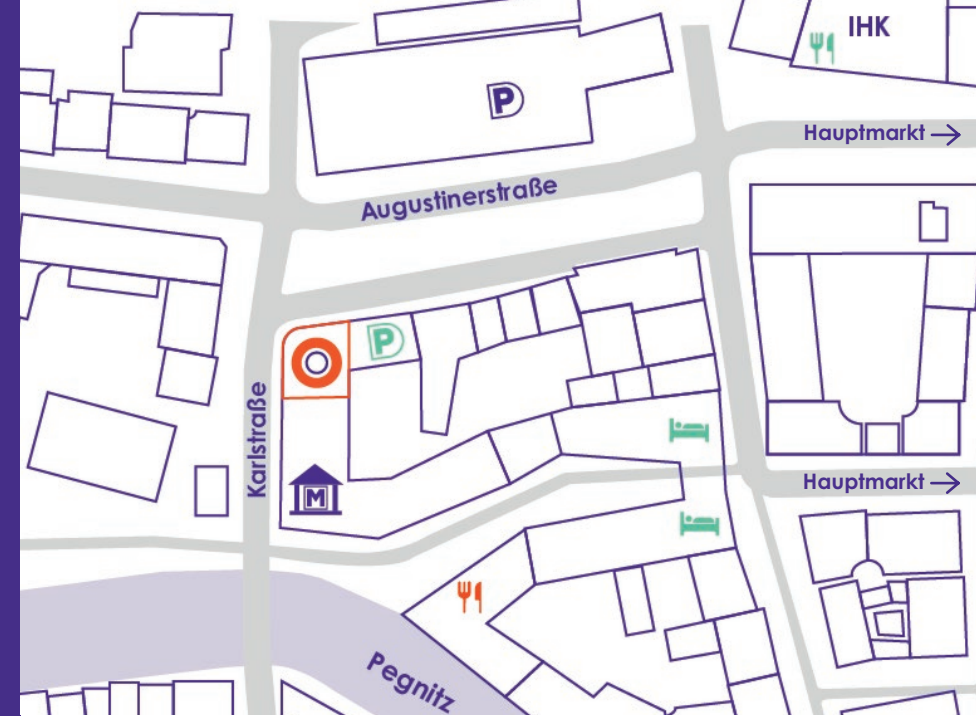 IHK
P
Hauptmarkt
Augustinerstraße
P
Karlstraße
Hauptmarkt
M
Pegnitz